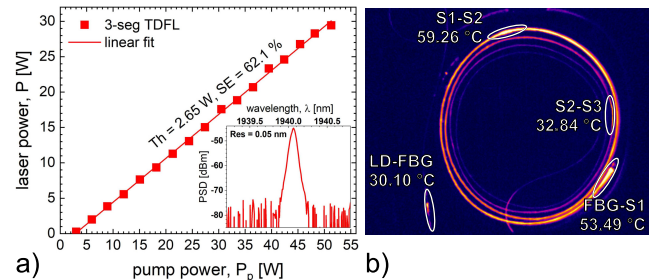 a)
laser power, P [W]
35
30
25
20
15
10
5
0
3-seg TDFL
linear fit
Th = 2.65 W, SE = 62.1 %
wavelength, λ [nm]
1939.5 1940.0 1940.5
Res = 0.05 nm
PSD [dBm]
-50
-60
-70
-80
0 5 10 15 20 25 30 35 40 45 50 55
pump power, Pp [W]
b)
S1-S2
59.26 °C
S2-S3
32.84 °C
LD-FBG
30.10 °C
FBG-S1
53.49 °C